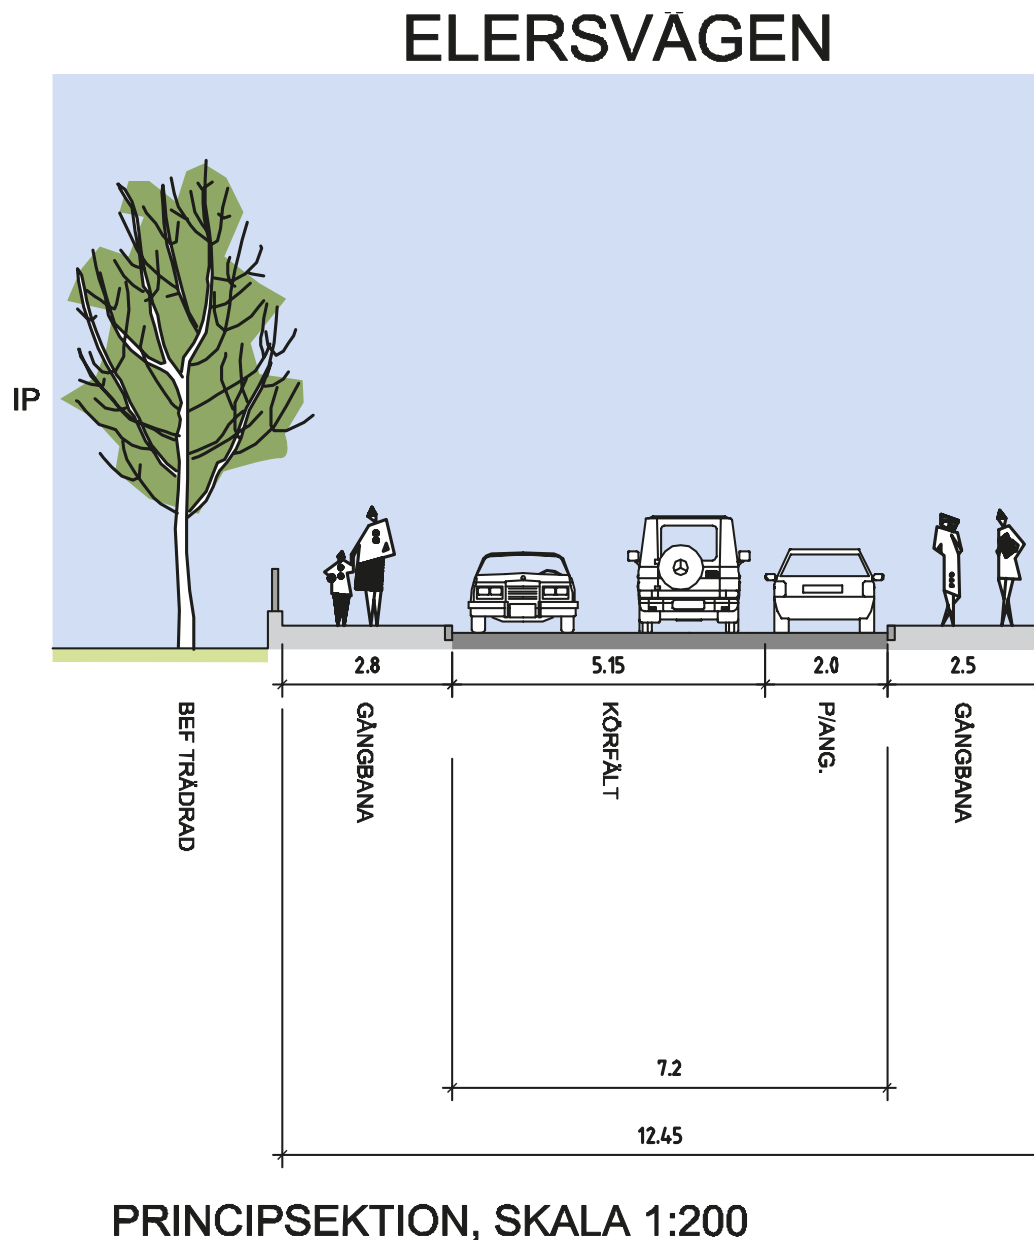 ELERSVÄGEN
IP
2.8
5.15
2.0
2.5
BEF TRÄDRAD
GÅNGBANA
KÖRFÄLT
P/ANG.
GÅNGBANA
7.2
12.45
PRINCIPSEKTION, SKALA 1:200